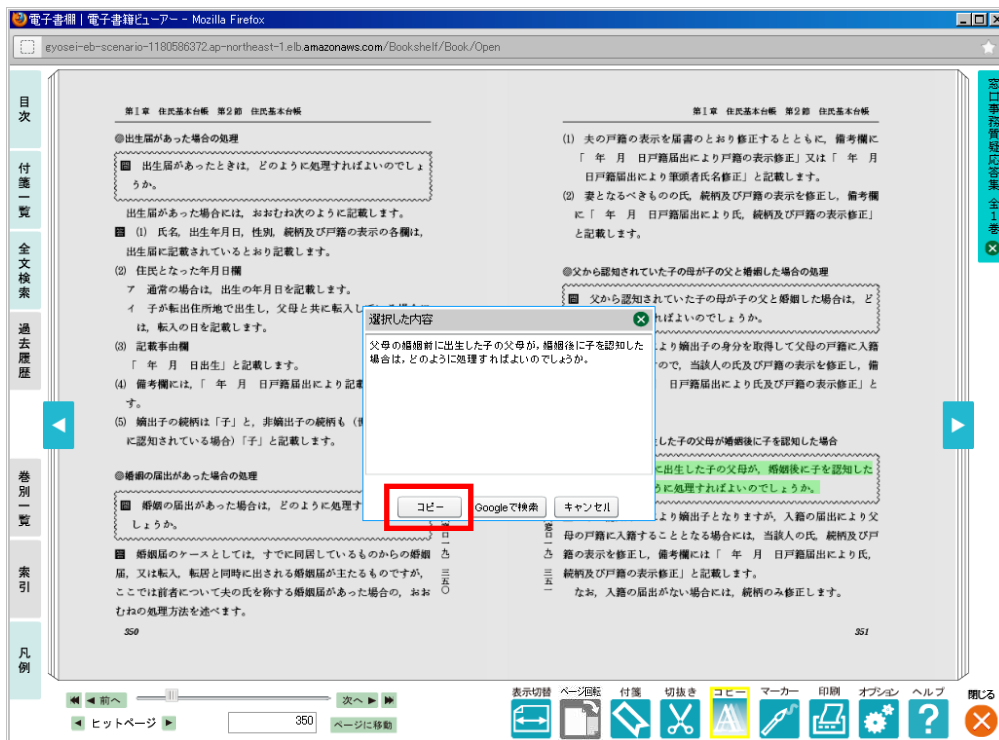 電子書棚 | 電子書籍ビューアー - Mozilla Firefox
gyosei-eb-scenario-1180586372.ap-northeast-1.elb.amazonaws.com/Bookshelf/Book/Open
目次
付箋一覧
全文検索
過去履歴
巻別一覧
索引
凡例
第1章 住民基本台帳 第2節 住民基本台帳
◎出生届があった場合の処理
問 出生届があったときは，どのように処理すればよいのでしょ
うか。
出生届があった場合には，おおむね次のように記載します。
(1) 氏名，出生年月日，性別，続柄及び戸籍の表示の各欄は，
出生届に記載されているとおり記載します。
(2) 住民となった年月日欄
ア 通常の場合は，出生の年月日を記載します。
イ 子が転出住所地で出生し，父母と共に転入し
は，転入の日を記載します。
(3) 記載事由欄
「 年 月 日出生」と記載します。
(4) 備考欄には，「 年 月 日戸籍届出により記載
す。
(5) 嫡出子の続柄は「子」と，非嫡出子の続柄も（
に認知されている場合）「子」と記載します。
◎婚姻の届出があった場合の処理
問 婚姻の届出があった場合は，どのように処理す
しょうか。
婚姻届のケースとしては，すでに同居しているものからの婚姻
届，又は転入，転居と同時に出される婚姻届が主たるものですが，
ここでは前者について夫の氏を称する婚姻届があった場合の，おお
むねの処理方法を述べます。
350
窓口一九 三五〇
第1章 住民基本台帳 第2節 住民基本台帳
(1) 夫の戸籍の表示を届書のとおり修正するとともに，備考欄に
「 年 月 日戸籍届出により戸籍の表示修正」又は「 年 月
日戸籍届出により筆頭者氏名修正」と記載します。
(2) 妻となるべきものの氏，続柄及び戸籍の表示を修正し，備考欄
に「 年 月 日戸籍届出により氏，続柄及び戸籍の表示修正」
と記載します。
◎父から認知されていた子の母が子の父と婚姻した場合の処理
問 父から認知されていた子の母が子の父と婚姻した場合は，ど
ればよいのでしょうか。
より嫡出子の身分を取得して父母の戸籍に入籍
ので，当該人の氏及び戸籍の表示を修正し，備
日戸籍届出により氏及び戸籍の表示修正」と
した子の父母が婚姻後に子を認知した場合
に出生した子の父母が，婚姻後に子を認知した
うに処理すればよいのでしょうか。
より嫡出子となりますが，入籍の届出により父
母の戸籍に入籍することとなる場合には，当該人の氏，続柄及び戸
籍の表示を修正し，備考欄には「 年 月 日戸籍届出により氏，
続柄及び戸籍の表示修正」と記載します。
なお，入籍の届出がない場合には，続柄のみ修正します。
351
窓口一九 三五一
選択した内容
父母の婚姻前に出生した子の父母が，婚姻後に子を認知した
場合は，どのように処理すればよいのでしょうか。
コピー
Googleで検索
キャンセル
窓口事務質疑応答集 全1巻
前へ
次へ
ヒットページ
350
ページに移動
表示切替 ページ回転 付箋 切抜き コピー マーカー 印刷 オプション ヘルプ 閉じる